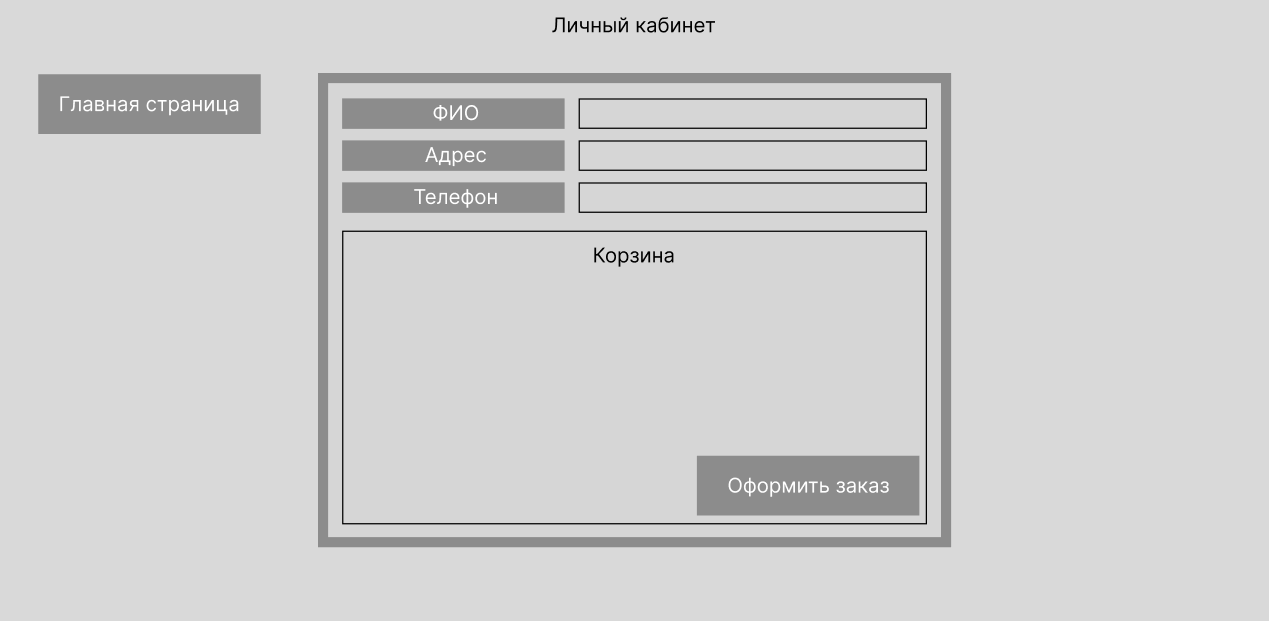 Личный кабинет
Главная страница
ФИО
Адрес
Телефон
Корзина
Оформить заказ